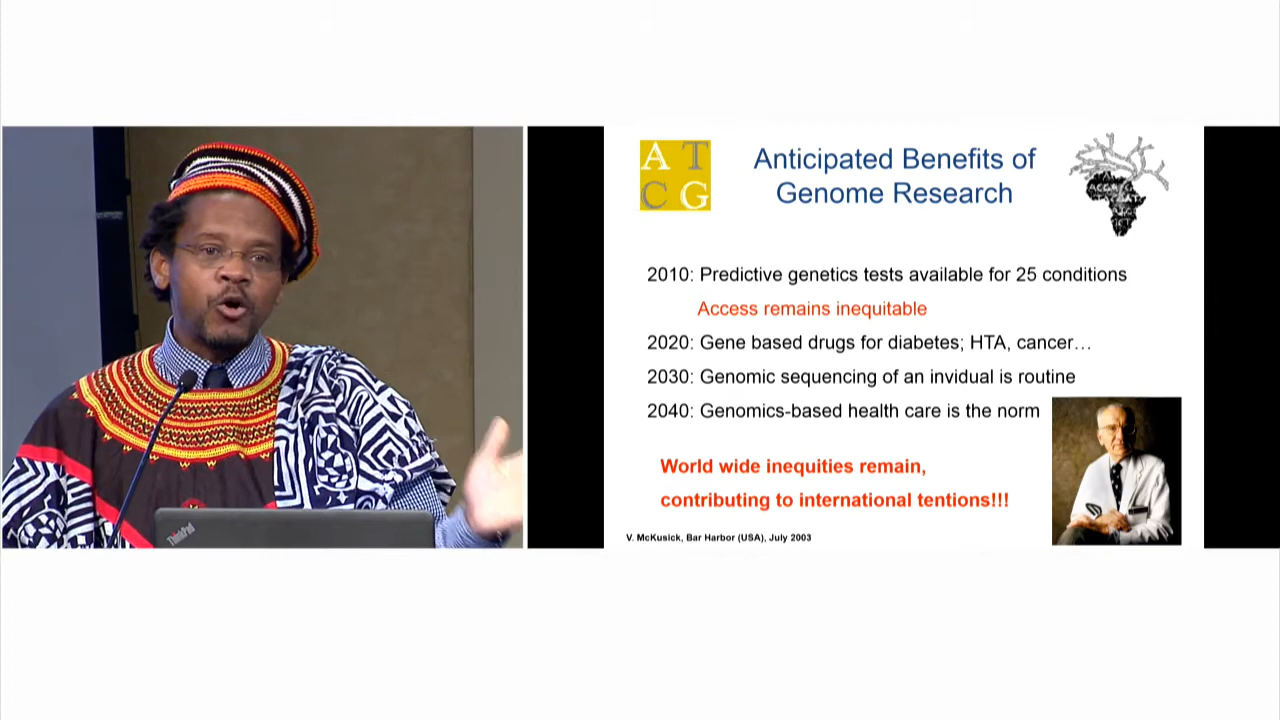 ThinkPad
A T
C G
Anticipated Benefits of
Genome Research
2010: Predictive genetics tests available for 25 conditions
Access remains inequitable
2020: Gene based drugs for diabetes; HTA, cancer…
2030: Genomic sequencing of an invidual is routine
2040: Genomics-based health care is the norm
World wide inequities remain,
contributing to international tentions!!!
V. McKusick, Bar Harbor (USA), July 2003